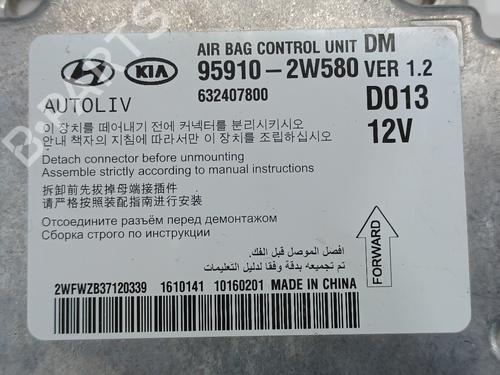 KIA
AIR BAG CONTROL UNIT DM
95910-2W580 VER 1.2
AUTOLIV
632407800
D013
12V
이 장치를 떼어내기 전에 커넥터를 분리시키시오
안내 책자의 지침에 따라서만 이 장치를 조립하십시오
Detach connector before unmounting
Assemble strictly according to manual instructions
拆卸前先拔掉母端接插件
请严格按照装配指南进行安装
Отсоедините разъём перед демонтажом
Сборка строго по инструкции
افصل الموصل قبل الفك.
تم تجميعه بدقة وفقا لدليل التعليمات
FORWARD
2WFWZB37120339 1610141 10160201 MADE IN CHINA